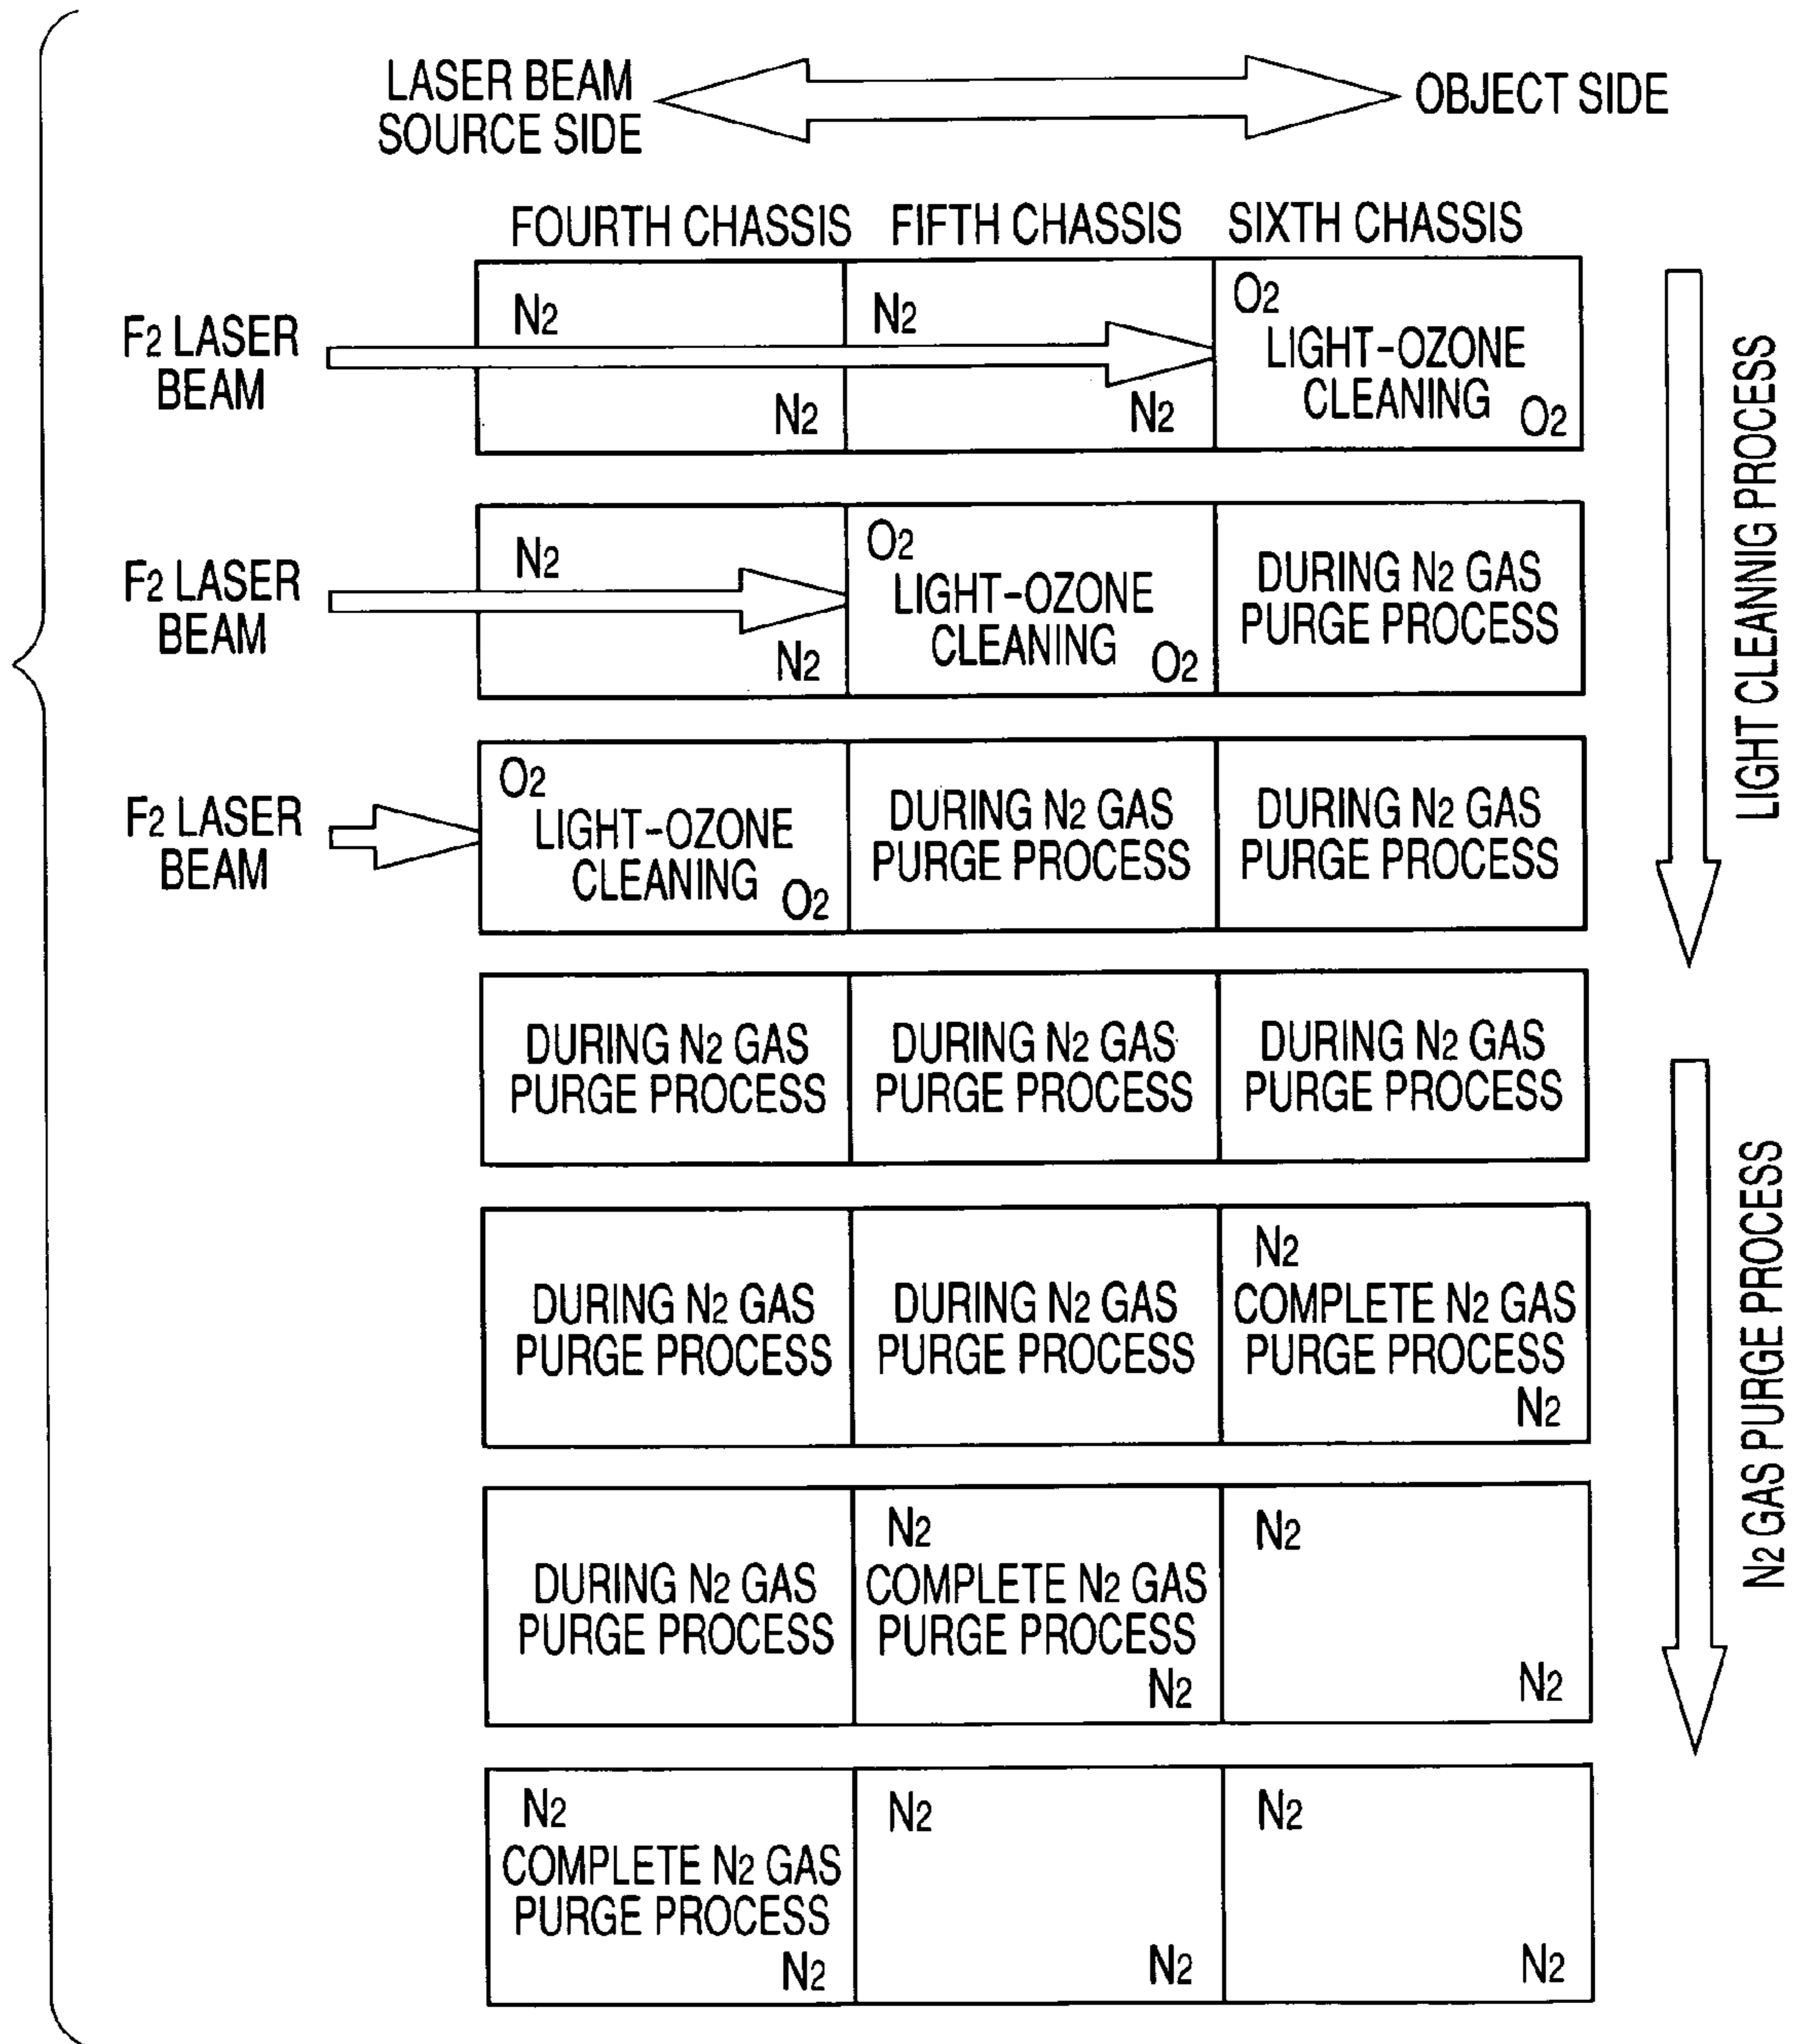 LASER BEAM
SOURCE SIDE
OBJECT SIDE
FOURTH CHASSIS
FIFTH CHASSIS
SIXTH CHASSIS
F2 LASER
BEAM
N2
N2
N2
N2
O2
LIGHT-OZONE
CLEANING
O2
F2 LASER
BEAM
N2
N2
O2
LIGHT-OZONE
CLEANING
O2
DURING N2 GAS
PURGE PROCESS
F2 LASER
BEAM
O2
LIGHT-OZONE
CLEANING
O2
DURING N2 GAS
PURGE PROCESS
DURING N2 GAS
PURGE PROCESS
LIGHT CLEANNIG PROCESS
DURING N2 GAS
PURGE PROCESS
DURING N2 GAS
PURGE PROCESS
DURING N2 GAS
PURGE PROCESS
DURING N2 GAS
PURGE PROCESS
DURING N2 GAS
PURGE PROCESS
N2
COMPLETE N2 GAS
PURGE PROCESS
N2
DURING N2 GAS
PURGE PROCESS
N2
COMPLETE N2 GAS
PURGE PROCESS
N2
N2
N2
N2
COMPLETE N2 GAS
PURGE PROCESS
N2
N2
N2
N2
N2
N2 GAS PURGE PROCESS